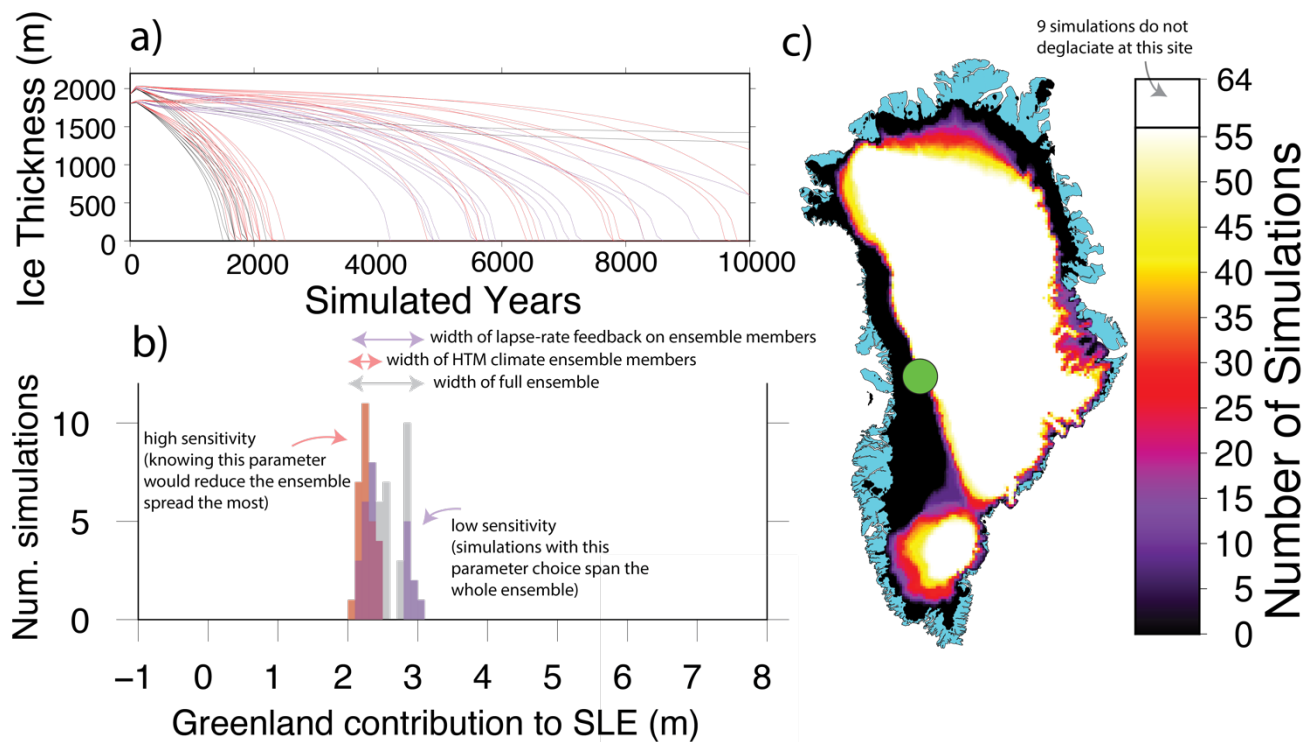 a)
Ice Thickness (m)
2000
1500
1000
500
0
0 2000 4000 6000 8000 10000
Simulated Years
b)
width of lapse-rate feedback on ensemble members
width of HTM climate ensemble members
width of full ensemble
Num. simulations
10
5
0
high sensitivity
(knowing this parameter
would reduce the ensemble
spread the most)
low sensitivity
(simulations with this
parameter choice span the
whole ensemble)
−1 0 1 2 3 4 5 6 7 8
Greenland contribution to SLE (m)
c)
9 simulations do not
deglaciate at this site
64
55
50
45
40
35
30
25
20
15
10
5
0
Number of Simulations